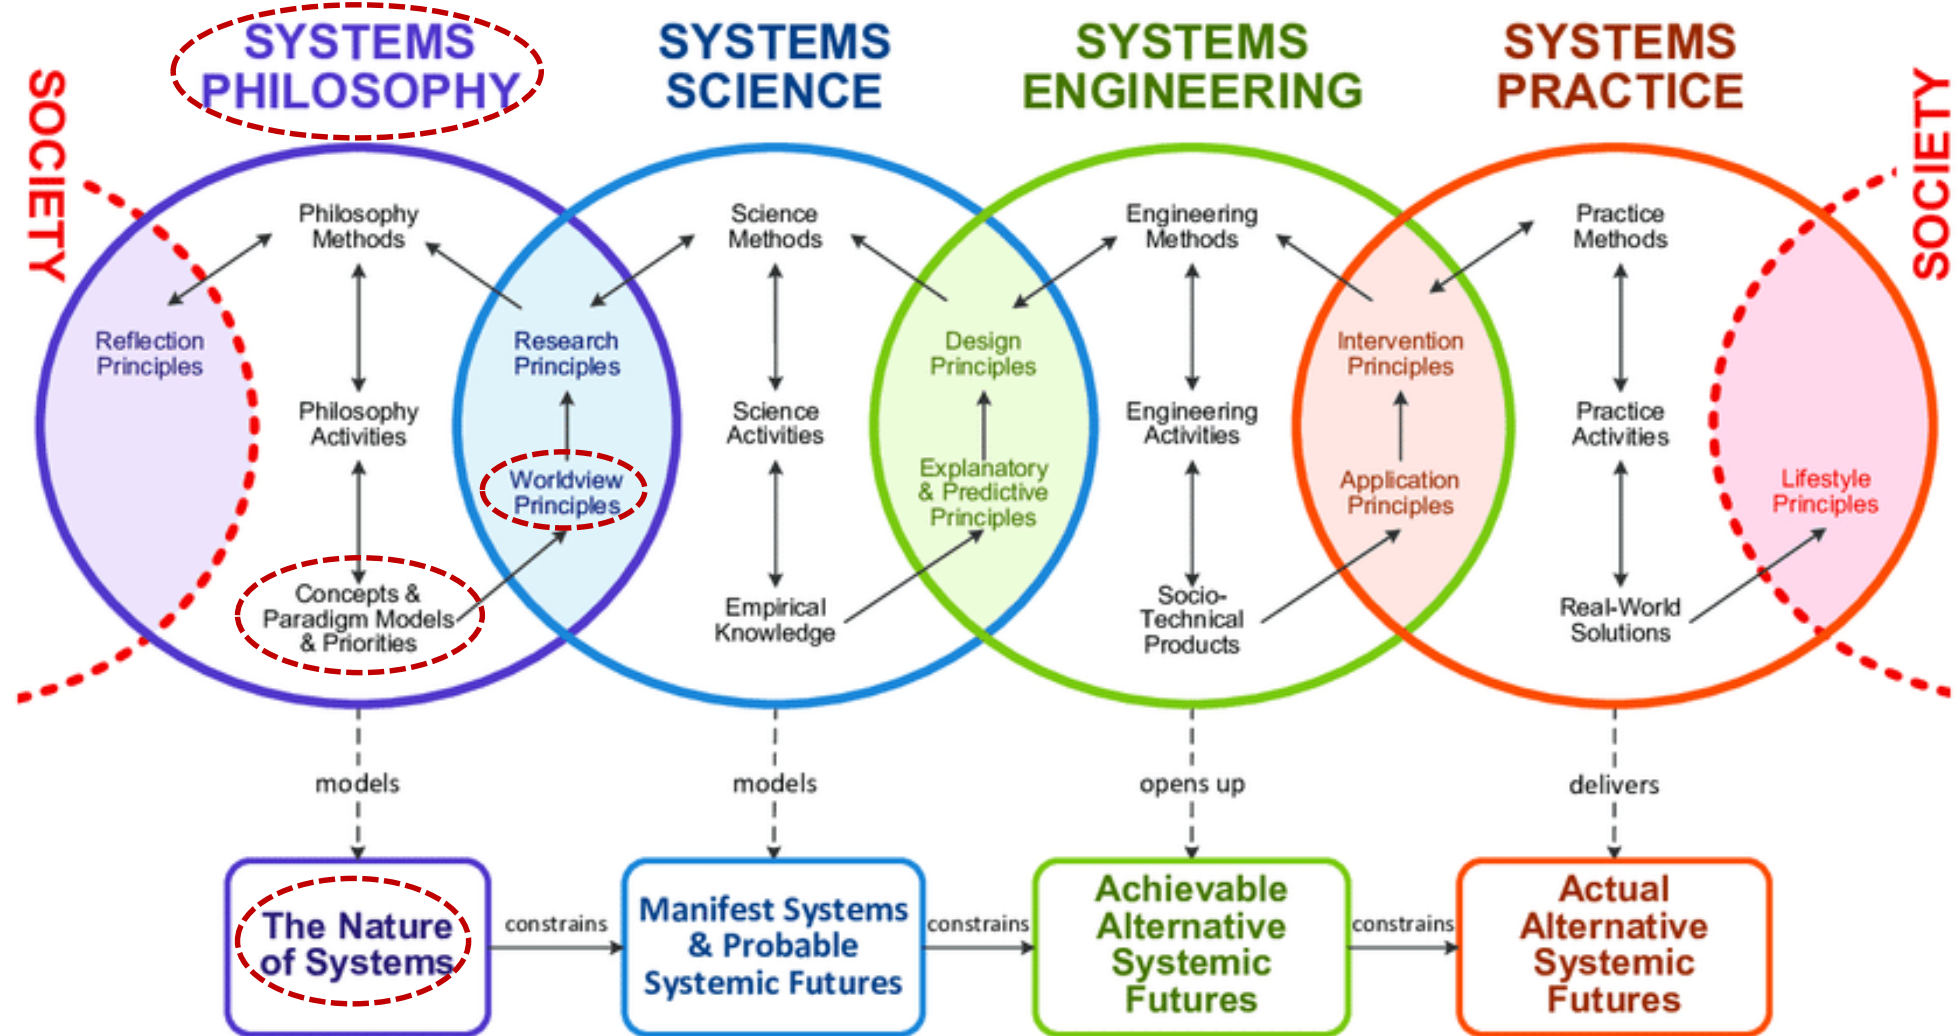 SYSTEMS
PHILOSOPHY
SYSTEMS
SCIENCE
SYSTEMS
ENGINEERING
SYSTEMS
PRACTICE
SOCIETY
SOCIETY
Philosophy
Methods
Science
Methods
Engineering
Methods
Practice
Methods
Reflection
Principles
Research
Principles
Design
Principles
Intervention
Principles
Philosophy
Activities
Science
Activities
Engineering
Activities
Practice
Activities
Worldview
Principles
Explanatory
& Predictive
Principles
Application
Principles
Lifestyle
Principles
Concepts &
Paradigm Models
& Priorities
Empirical
Knowledge
Socio-
Technical
Products
Real-World
Solutions
models
models
opens up
delivers
The Nature
of Systems
constrains
Manifest Systems
& Probable
Systemic Futures
constrains
Achievable
Alternative
Systemic
Futures
constrains
Actual
Alternative
Systemic
Futures